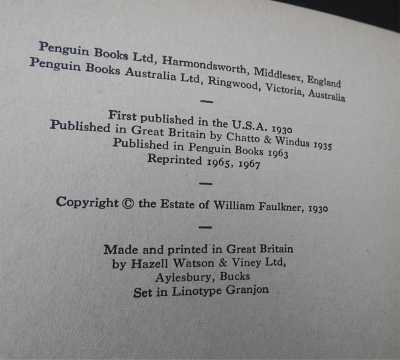 Penguin Books Ltd, Harmondsworth, Middlesex, England
Penguin Books Australia Ltd, Ringwood, Victoria, Australia
—
First published in the U.S.A. 1930
Published in Great Britain by Chatto & Windus 1935
Published in Penguin Books 1963
Reprinted 1965, 1967
—
Copyright © the Estate of William Faulkner, 1930
—
Made and printed in Great Britain
by Hazell Watson & Viney Ltd,
Aylesbury, Bucks
Set in Linotype Granjon